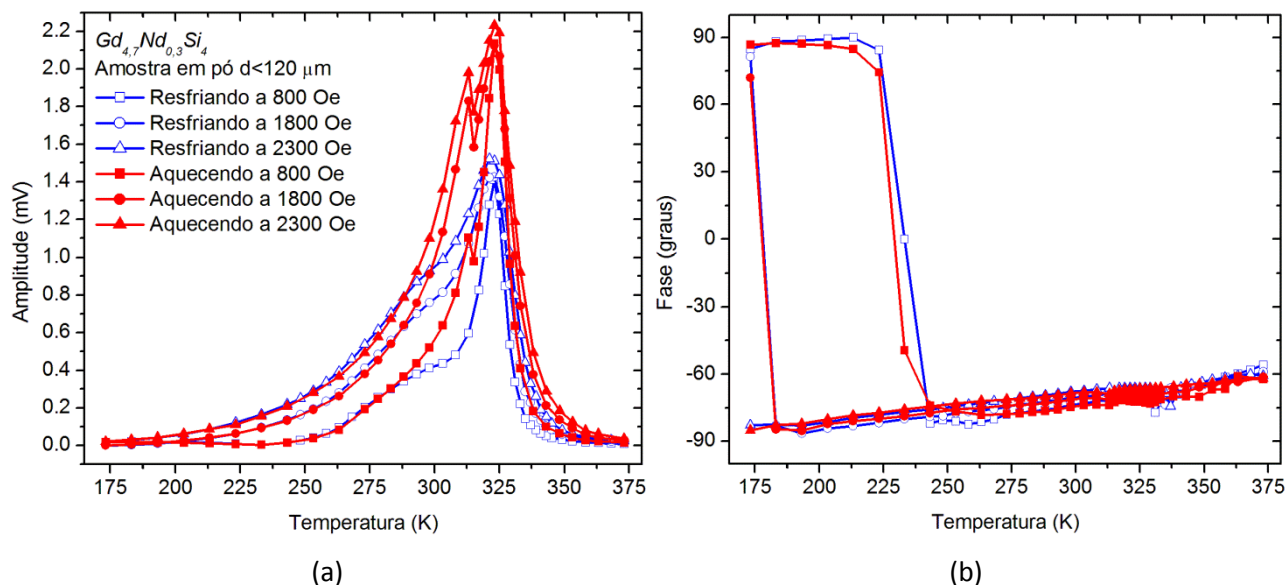 Gd4,7Nd0,3Si4
Amostra em pó d<120 μm
Resfriando a 800 Oe
Resfriando a 1800 Oe
Resfriando a 2300 Oe
Aquecendo a 800 Oe
Aquecendo a 1800 Oe
Aquecendo a 2300 Oe
Amplitude (mV)
2.2
2.0
1.8
1.6
1.4
1.2
1.0
0.8
0.6
0.4
0.2
0.0
175 200 225 250 275 300 325 350 375
Temperatura (K)
(a)
Fase (graus)
90
60
30
0
-30
-60
-90
175 200 225 250 275 300 325 350 375
Temperatura (K)
(b)